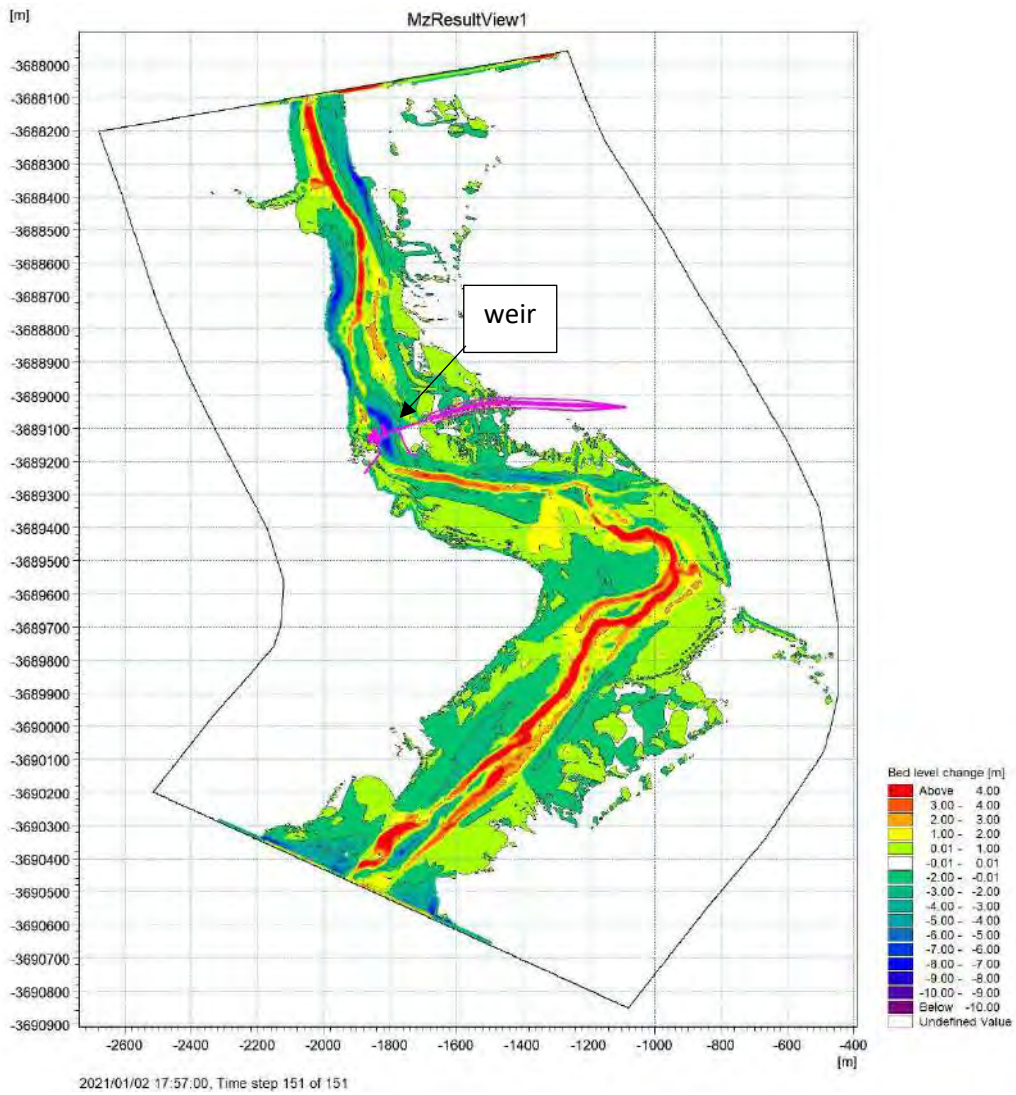 [m]
MzResultView1
-3688000
-3688100
-3688200
-3688300
-3688400
-3688500
-3688600
-3688700
-3688800
-3688900
-3689000
-3689100
-3689200
-3689300
-3689400
-3689500
-3689600
-3689700
-3689800
-3689900
-3690000
-3690100
-3690200
-3690300
-3690400
-3690500
-3690600
-3690700
-3690800
-3690900
weir
Bed level change [m]
Above 4.00
3.00 - 4.00
2.00 - 3.00
1.00 - 2.00
0.01 - 1.00
-0.01 - 0.01
-2.00 - -0.01
-3.00 - -2.00
-4.00 - -3.00
-5.00 - -4.00
-6.00 - -5.00
-7.00 - -6.00
-8.00 - -7.00
-9.00 - -8.00
-10.00 - -9.00
Below -10.00
Undefined Value
-2600 -2400 -2200 -2000 -1800 -1600 -1400 -1200 -1000 -800 -600 -400
[m]
2021/01/02 17:57:00, Time step 151 of 151